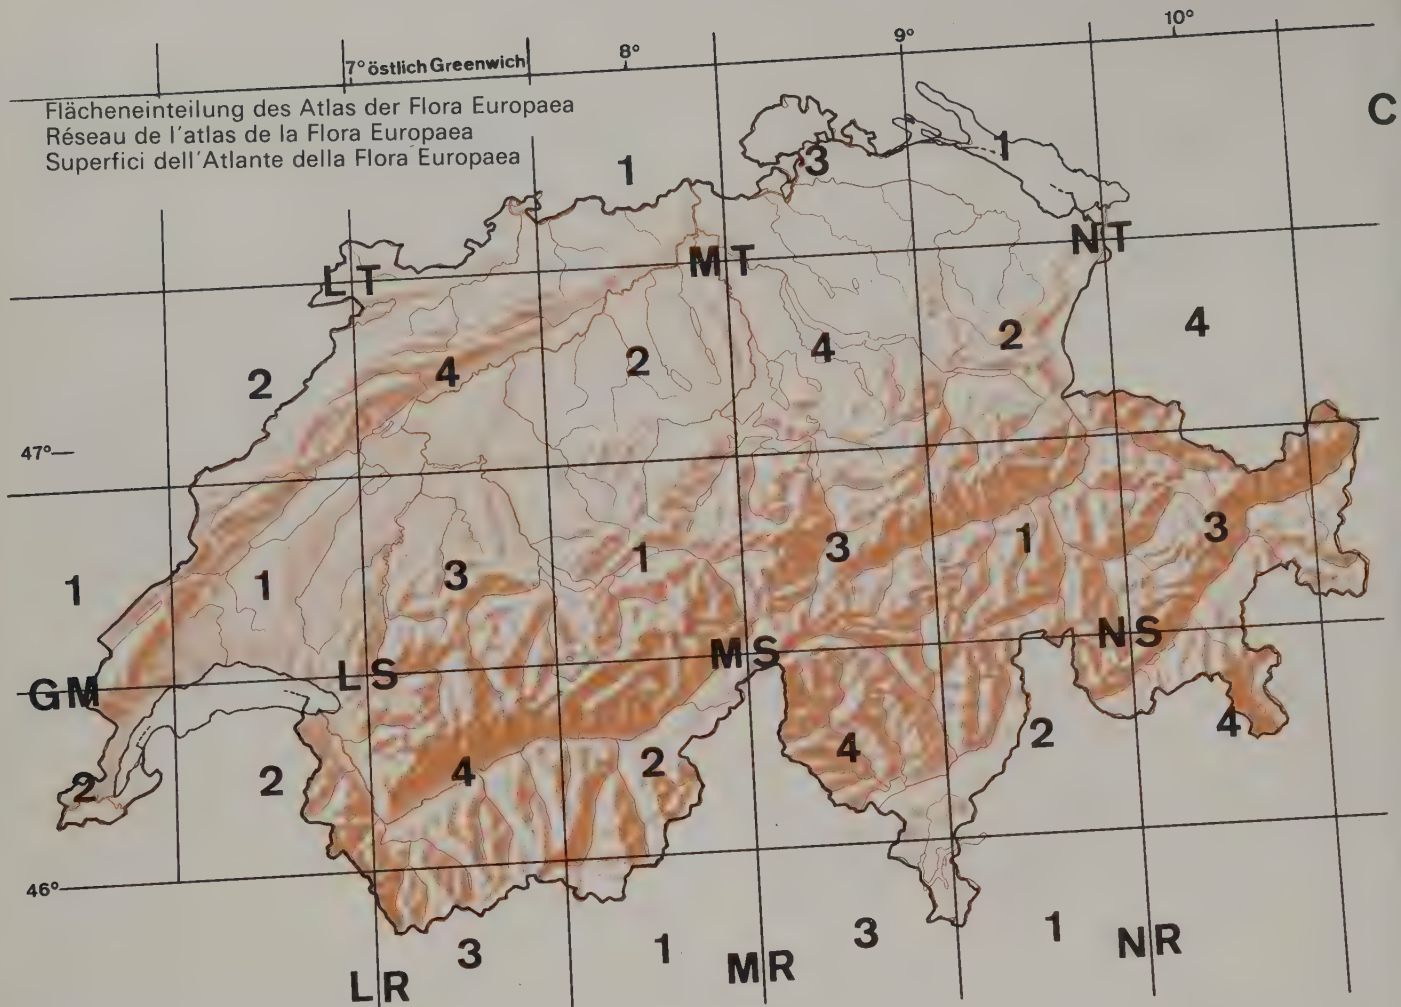 10°
9°
8°
7° östlich Greenwich
Flächeneinteilung des Atlas der Flora Europaea
Réseau de l'atlas de la Flora Europaea
Superfici dell'Atlante della Flora Europaea
C
1
3
1
LT
MT
NT
2
4
2
4
2
4
47°
1
1
3
1
3
1
3
GM
LS
MS
NS
2
2
4
2
4
2
4
46°
3
1
3
1
LR
MR
NR